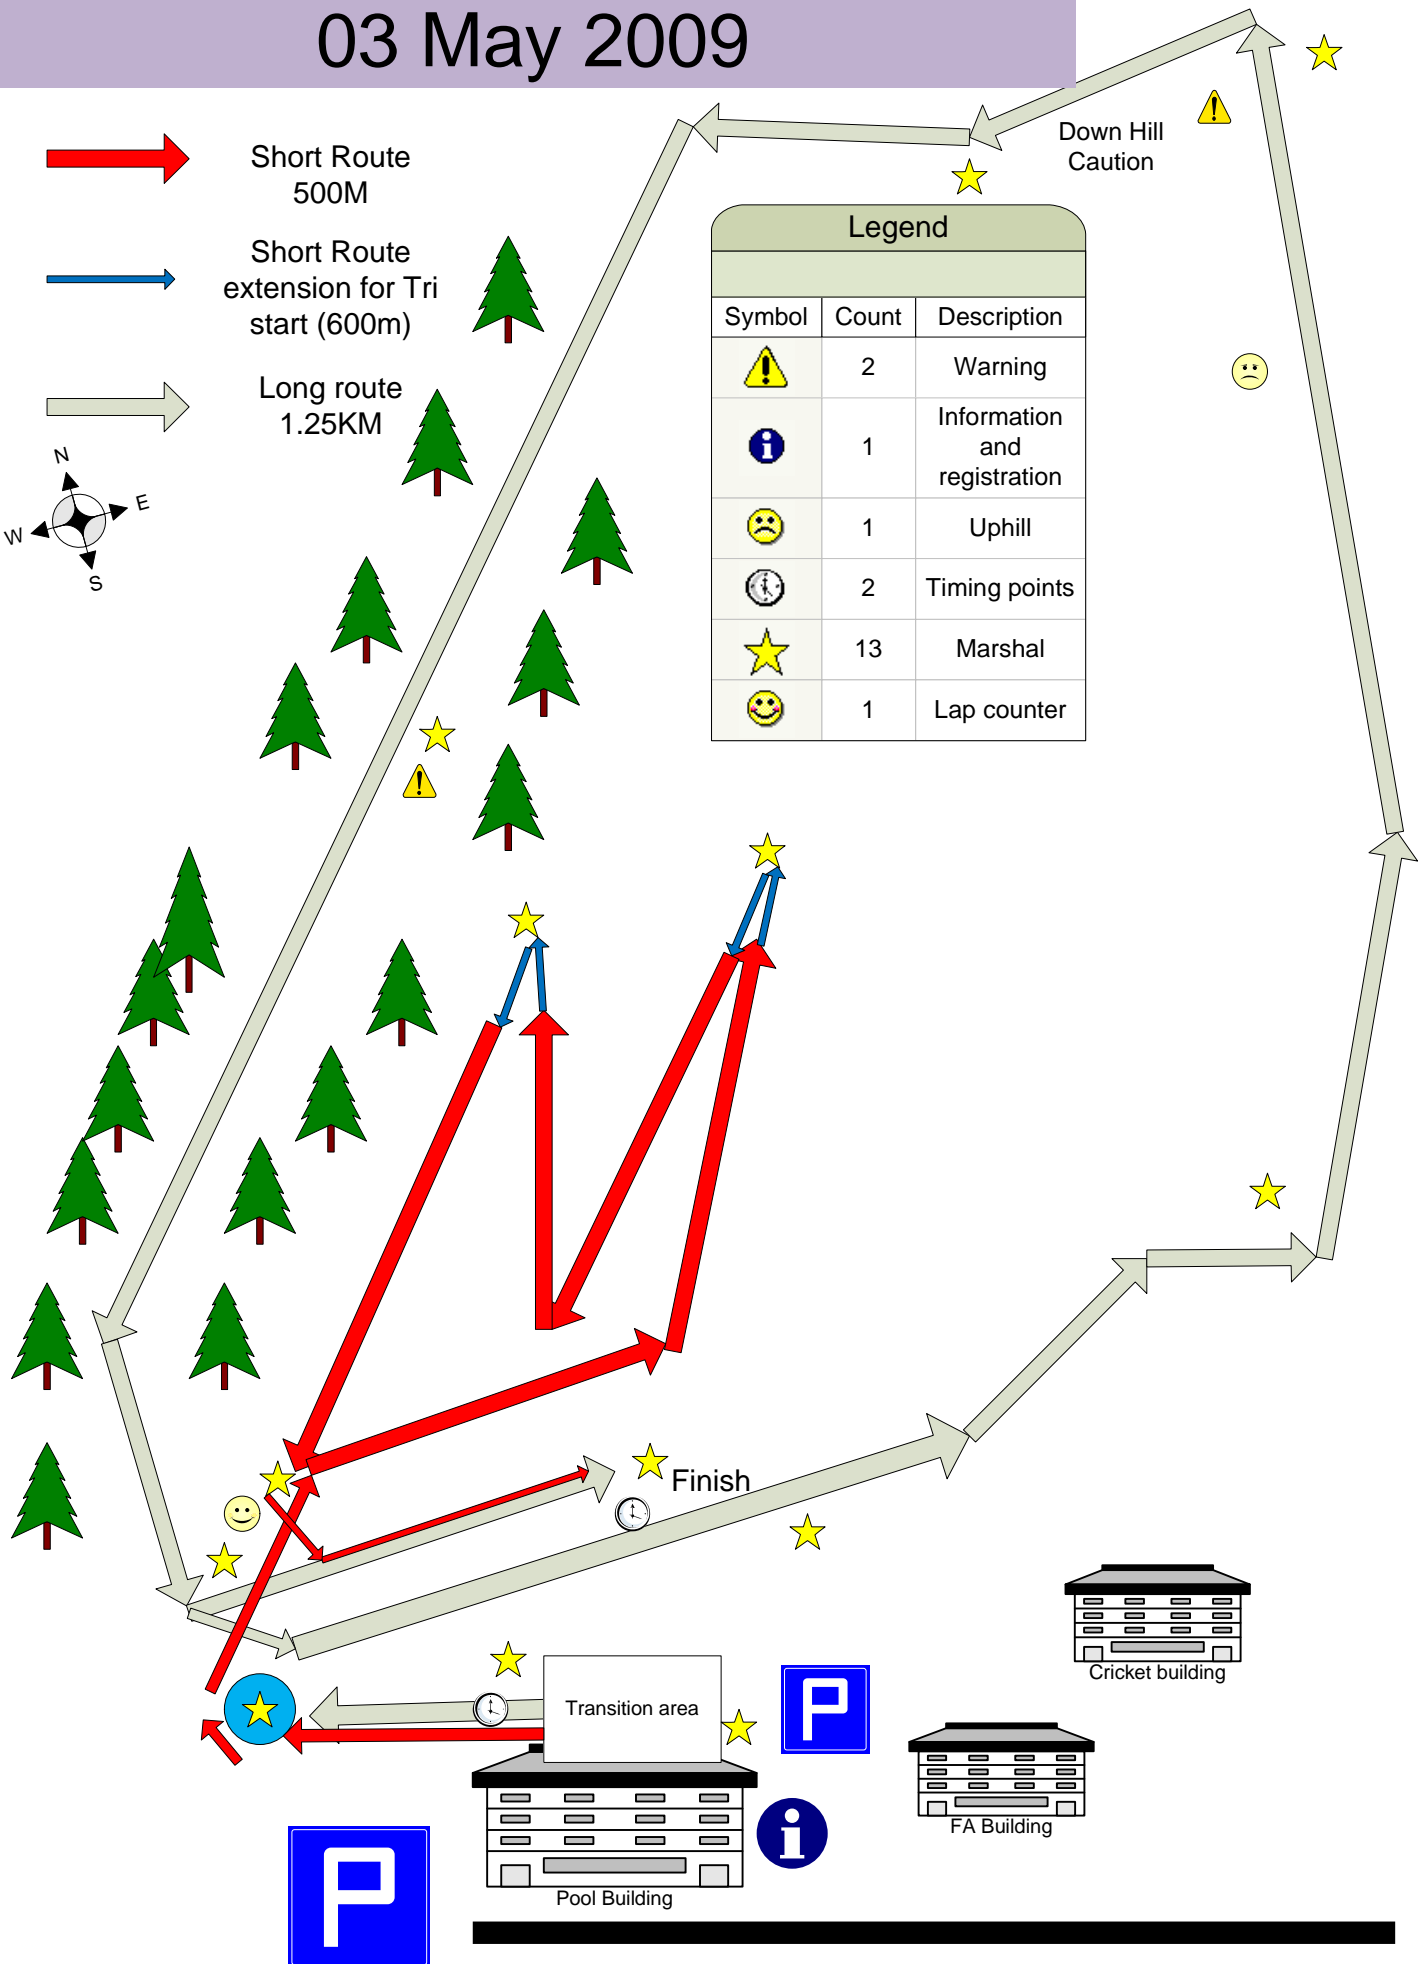 03 May 2009
Short Route
500M
Short Route
extension for Tri
start (600m)
Long route
1.25KM
N
E
W
S
Down Hill
Caution
Legend
Symbol Count Description
2 Warning
1 Information
and
registration
1 Uphill
2 Timing points
13 Marshal
1 Lap counter
Finish
Transition area
P
Cricket building
FA Building
i
Pool Building
P